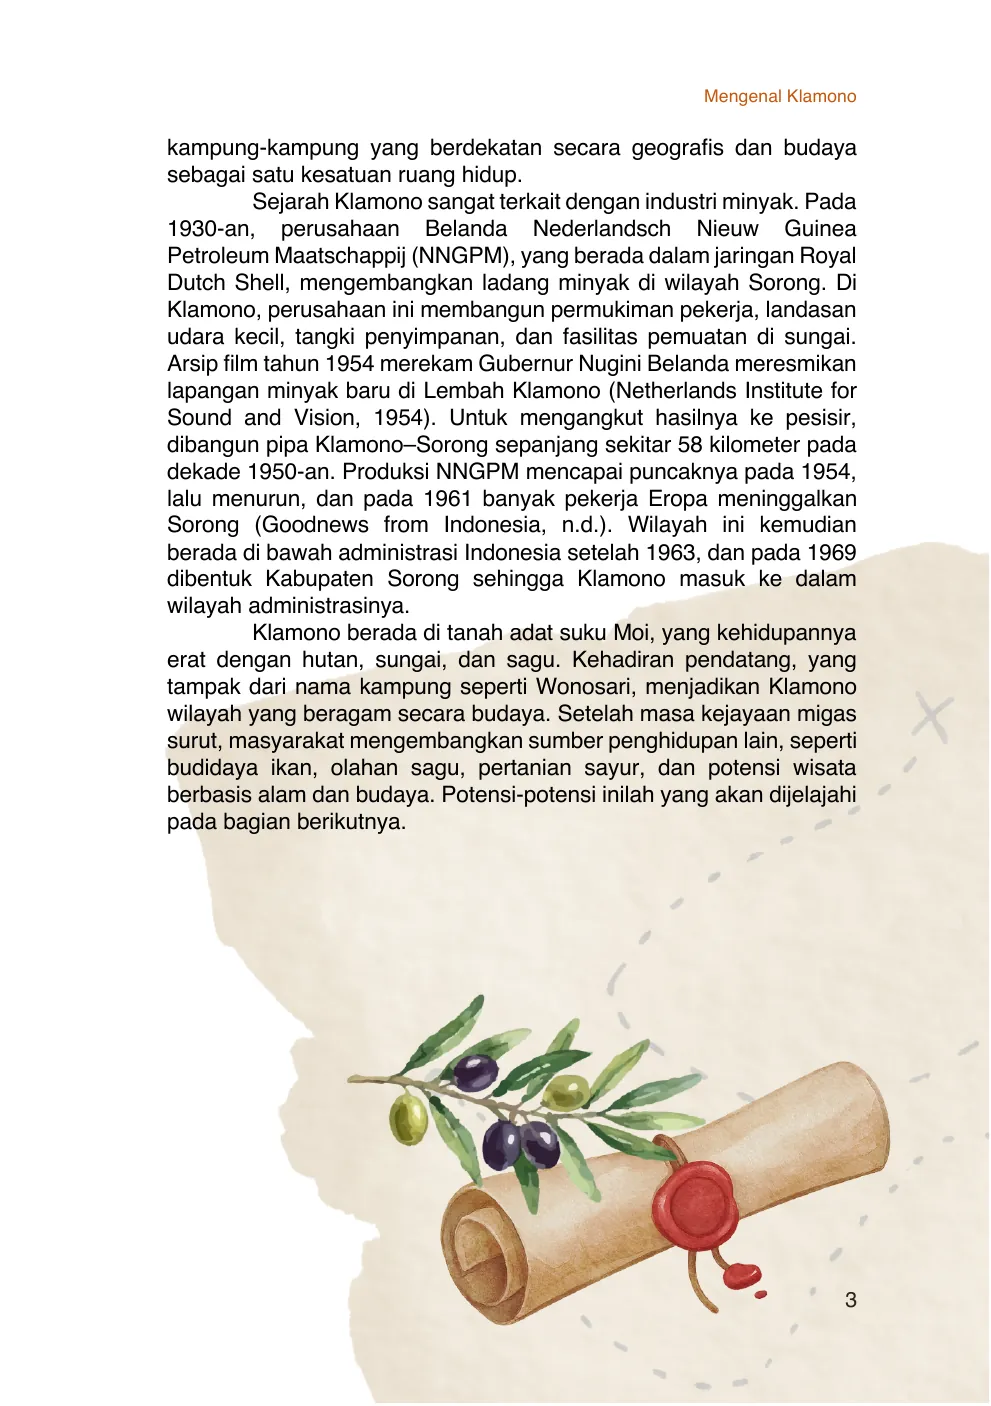 Mengenal Klamono
kampung-kampung yang berdekatan secara geografis dan budaya
sebagai satu kesatuan ruang hidup.
Sejarah Klamono sangat terkait dengan industri minyak. Pada
1930-an, perusahaan Belanda Nederlandsch Nieuw Guinea
Petroleum Maatschappij (NNGPM), yang berada dalam jaringan Royal
Dutch Shell, mengembangkan ladang minyak di wilayah Sorong. Di
Klamono, perusahaan ini membangun permukiman pekerja, landasan
udara kecil, tangki penyimpanan, dan fasilitas pemuatan di sungai.
Arsip film tahun 1954 merekam Gubernur Nugini Belanda meresmikan
lapangan minyak baru di Lembah Klamono (Netherlands Institute for
Sound and Vision, 1954). Untuk mengangkut hasilnya ke pesisir,
dibangun pipa Klamono–Sorong sepanjang sekitar 58 kilometer pada
dekade 1950-an. Produksi NNGPM mencapai puncaknya pada 1954,
lalu menurun, dan pada 1961 banyak pekerja Eropa meninggalkan
Sorong (Goodnews from Indonesia, n.d.). Wilayah ini kemudian
berada di bawah administrasi Indonesia setelah 1963, dan pada 1969
dibentuk Kabupaten Sorong sehingga Klamono masuk ke dalam
wilayah administrasinya.
Klamono berada di tanah adat suku Moi, yang kehidupannya
erat dengan hutan, sungai, dan sagu. Kehadiran pendatang, yang
tampak dari nama kampung seperti Wonosari, menjadikan Klamono
wilayah yang beragam secara budaya. Setelah masa kejayaan migas
surut, masyarakat mengembangkan sumber penghidupan lain, seperti
budidaya ikan, olahan sagu, pertanian sayur, dan potensi wisata
berbasis alam dan budaya. Potensi-potensi inilah yang akan dijelajahi
pada bagian berikutnya.
3